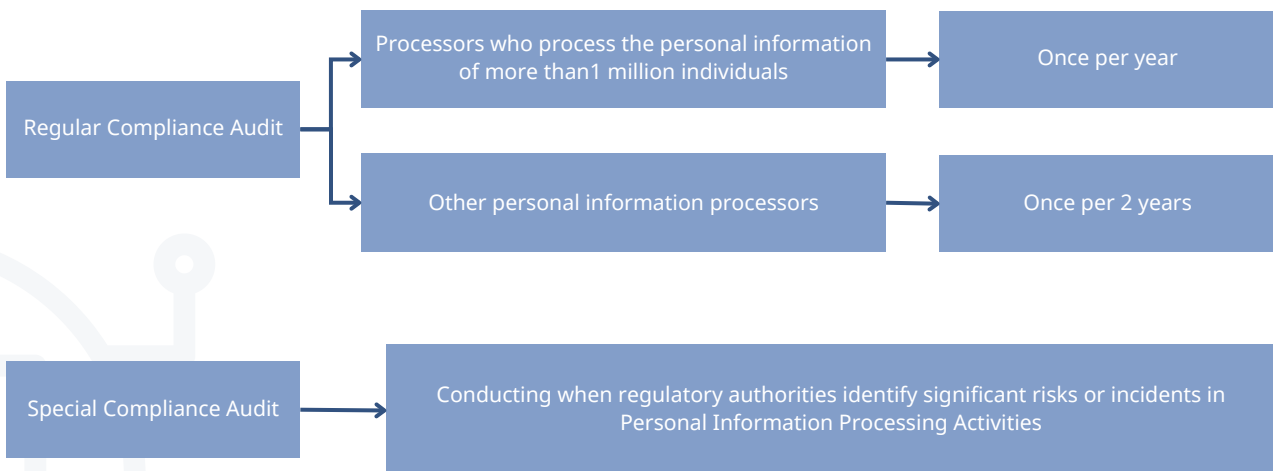 Processors who process the personal information
of more than1 million individuals
Once per year
Regular Compliance Audit
Other personal information processors
Once per 2 years
Special Compliance Audit
Conducting when regulatory authorities identify significant risks or incidents in
Personal Information Processing Activities